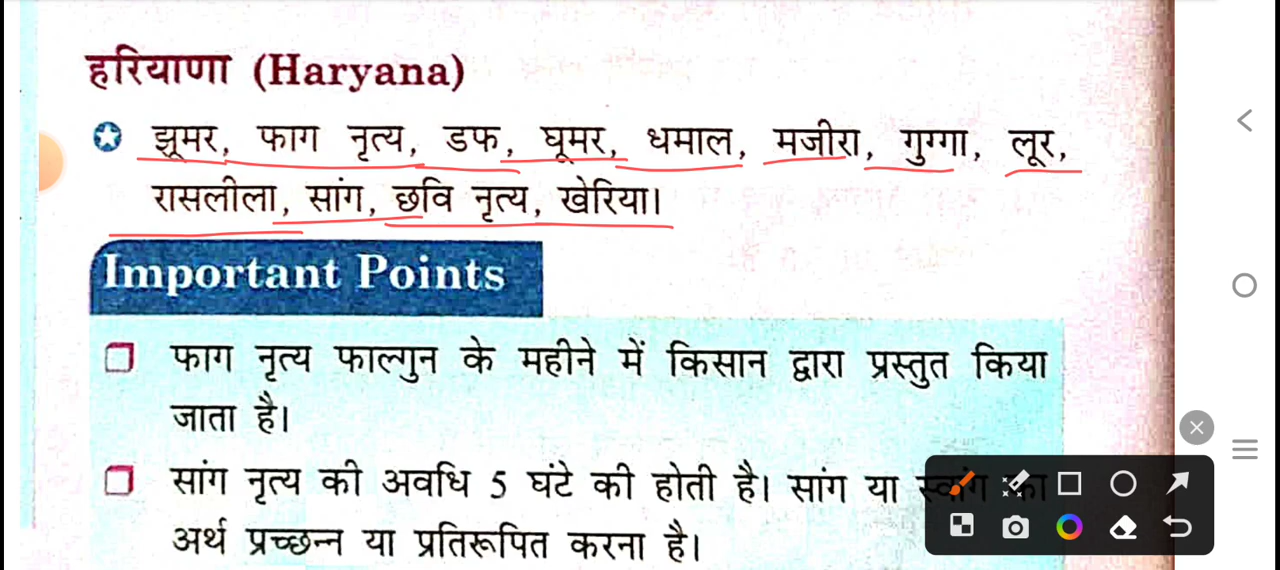 हरियाणा (Haryana)
झूमर, फाग नृत्य, डफ, घूमर, धमाल, मजीरा, गुग्गा, लूर,
रासलीला, सांग, छवि नृत्य, खेरिया।
Important Points
फाग नृत्य फाल्गुन के महीने में किसान द्वारा प्रस्तुत किया
जाता है।
सांग नृत्य की अवधि 5 घंटे की होती है। सांग या स्वांग का
अर्थ प्रच्छन्न या प्रतिरूपित करना है।